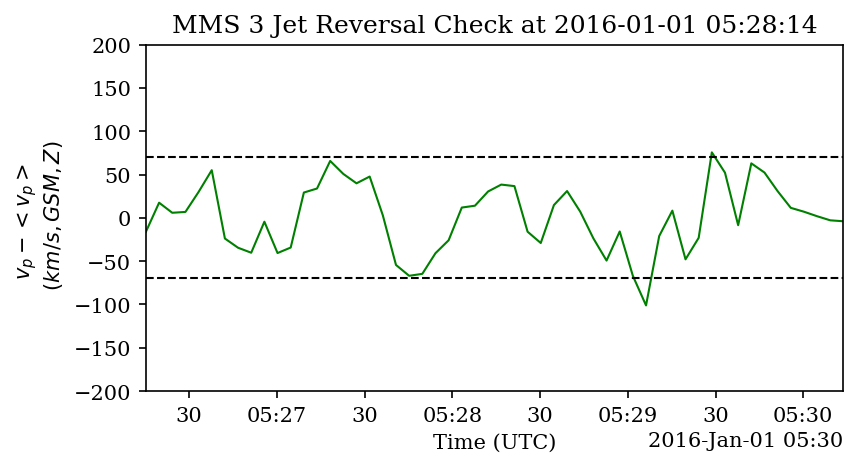 MMS 3 Jet Reversal Check at 2016-01-01 05:28:14
200
150
100
50
0
−50
−100
−150
−200
v_p − < v_p >
(km/s, GSM, Z)
30 05:27 30 05:28 30 05:29 30 05:30
Time (UTC)
2016-Jan-01 05:30